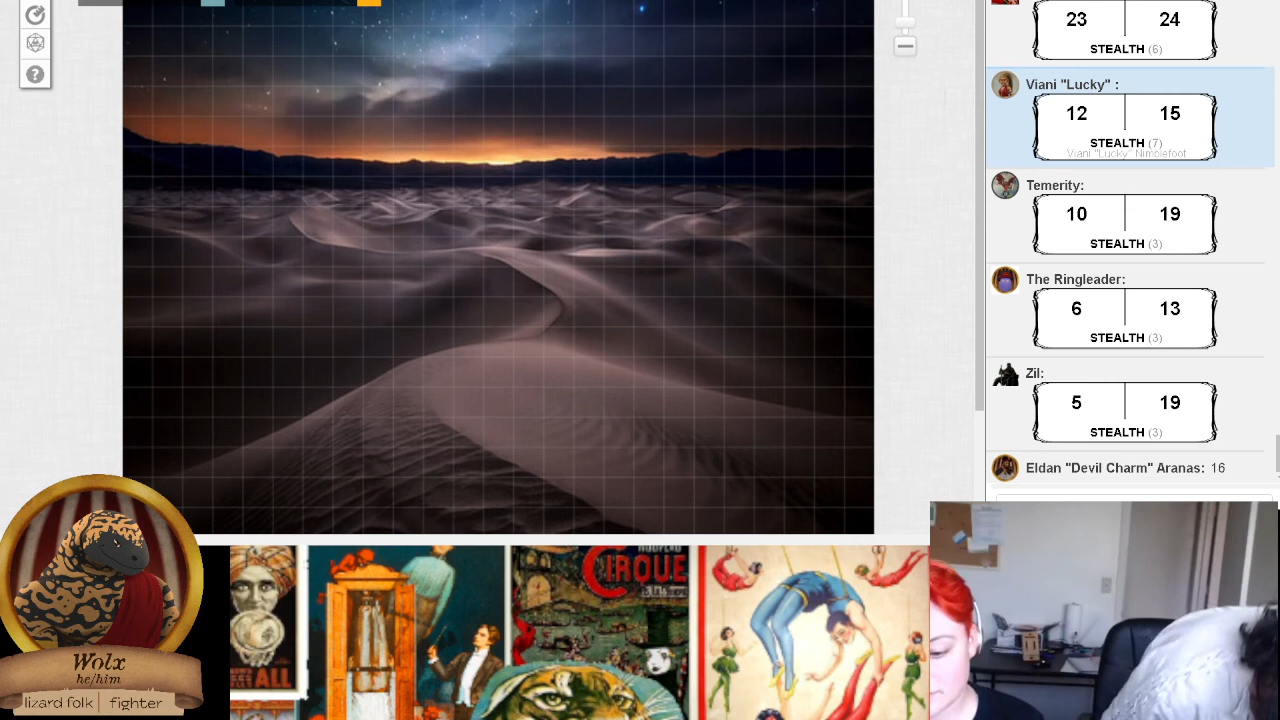 23 24
STEALTH (6)
Viani "Lucky" :
12 15
STEALTH (7)
Viani "Lucky" Nimblefoot
Temerity:
10 19
STEALTH (3)
The Ringleader:
6 13
STEALTH (3)
Zil:
5 19
STEALTH (3)
Eldan "Devil Charm" Aranas: 16
?
CIRQUE
ALL
Wolx
he/him
lizard folk | fighter